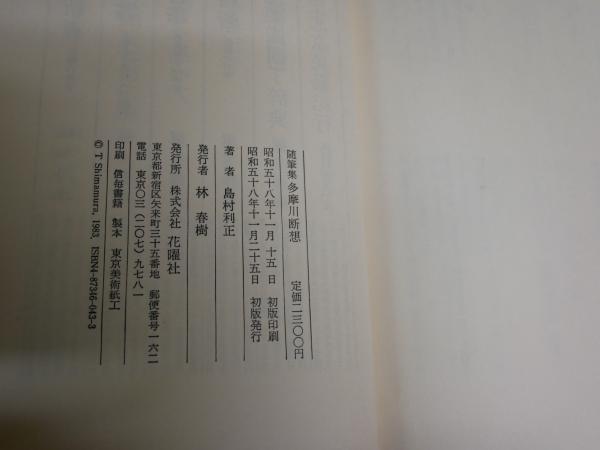 随筆集 多摩川断想 定価二三〇〇円
昭和五十八年十一月 十五 日 初版印刷
昭和五十八年十一月二十五日 初版発行
著 者 島村利正
発行者 林 春樹
発行所 株式会社 花曜社
東京都新宿区矢来町三十五番地 郵便番号一六二
電話 東京〇三(二〇七)九七八一
印刷 信毎書籍 製本 東京美術紙工
© T Shimamura, 1983 ISBN4-87346-043-3